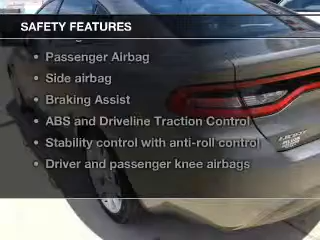 SAFETY FEATURES
• Passenger Airbag
• Side airbag
• Braking Assist
• ABS and Driveline Traction Control
• Stability control with anti-roll control
• Driver and passenger knee airbags